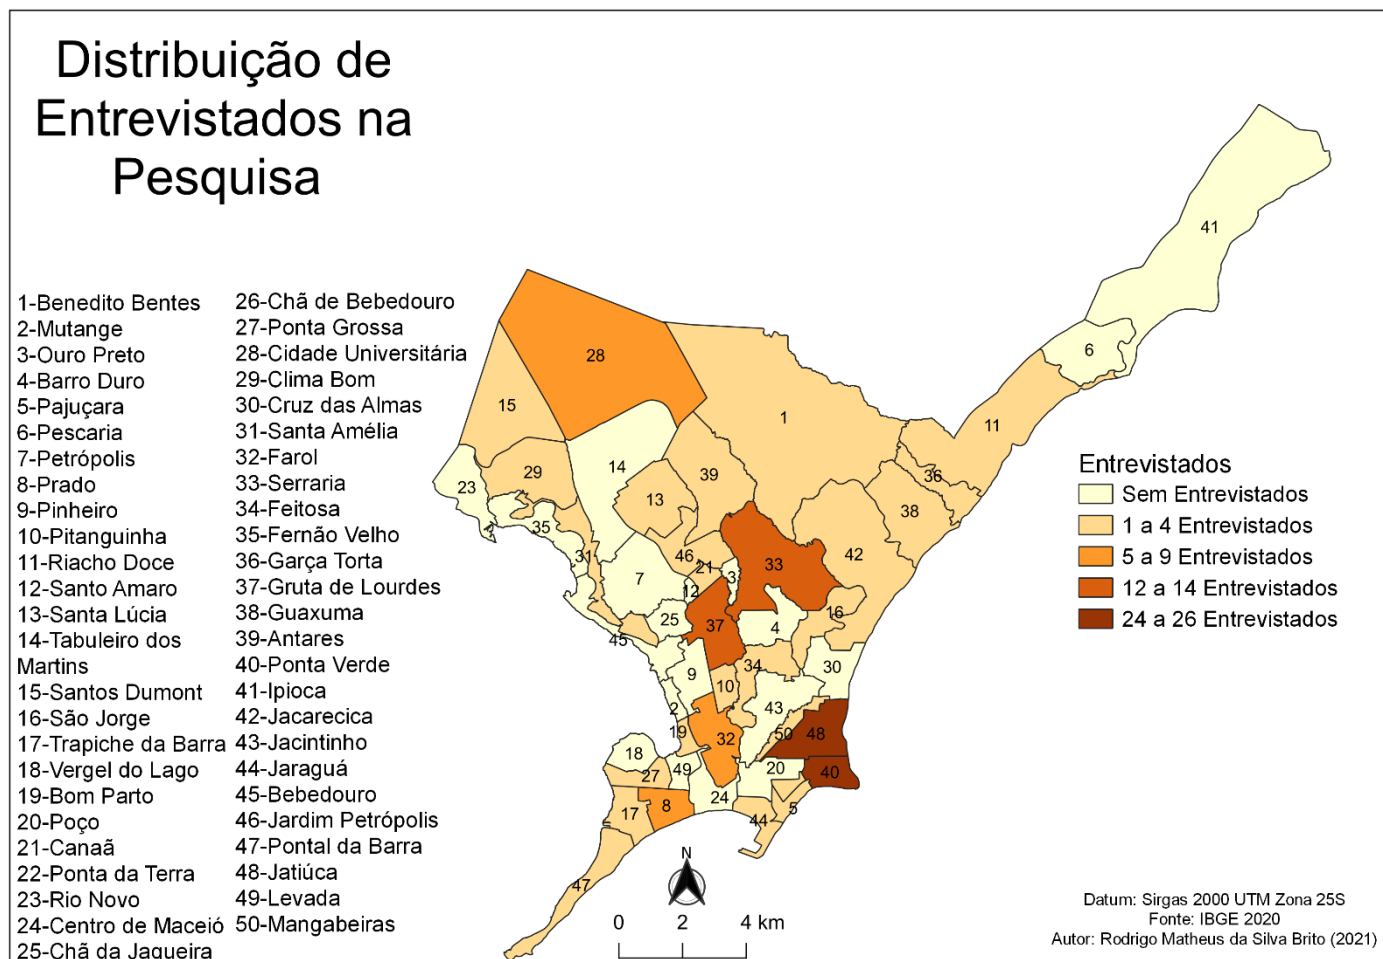 Distribuição de
Entrevistados na
Pesquisa
1-Benedito Bentes
2-Mutange
3-Ouro Preto
4-Barro Duro
5-Pajuçara
6-Pescaria
7-Petrópolis
8-Prado
9-Pinheiro
10-Pitanguinha
11-Riacho Doce
12-Santo Amaro
13-Santa Lúcia
14-Tabuleiro dos
Martins
15-Santos Dumont
16-São Jorge
17-Trapiche da Barra
18-Vergel do Lago
19-Bom Parto
20-Poço
21-Canaã
22-Ponta da Terra
23-Rio Novo
24-Centro de Maceió
25-Chã da Jaqueira
26-Chã de Bebedouro
27-Ponta Grossa
28-Cidade Universitária
29-Clima Bom
30-Cruz das Almas
31-Santa Amélia
32-Farol
33-Serraria
34-Feitosa
35-Fernão Velho
36-Garça Torta
37-Gruta de Lourdes
38-Guaxuma
39-Antares
40-Ponta Verde
41-Ipioca
42-Jacarecica
43-Jacintinho
44-Jaraguá
45-Bebedouro
46-Jardim Petrópolis
47-Pontal da Barra
48-Jatiúca
49-Levada
50-Mangabeiras
41
6
28
15
1
11
14
29
39
36
23
13
38
35
42
46
31
21
33
7
3
12
16
25
37
4
45
34
30
9
10
2
43
19
32
50
48
18
49
20
40
27
24
8
5
17
44
47
Entrevistados
Sem Entrevistados
1 a 4 Entrevistados
5 a 9 Entrevistados
12 a 14 Entrevistados
24 a 26 Entrevistados
N
0 2 4 km
Datum: Sirgas 2000 UTM Zona 25S
Fonte: IBGE 2020
Autor: Rodrigo Matheus da Silva Brito (2021)